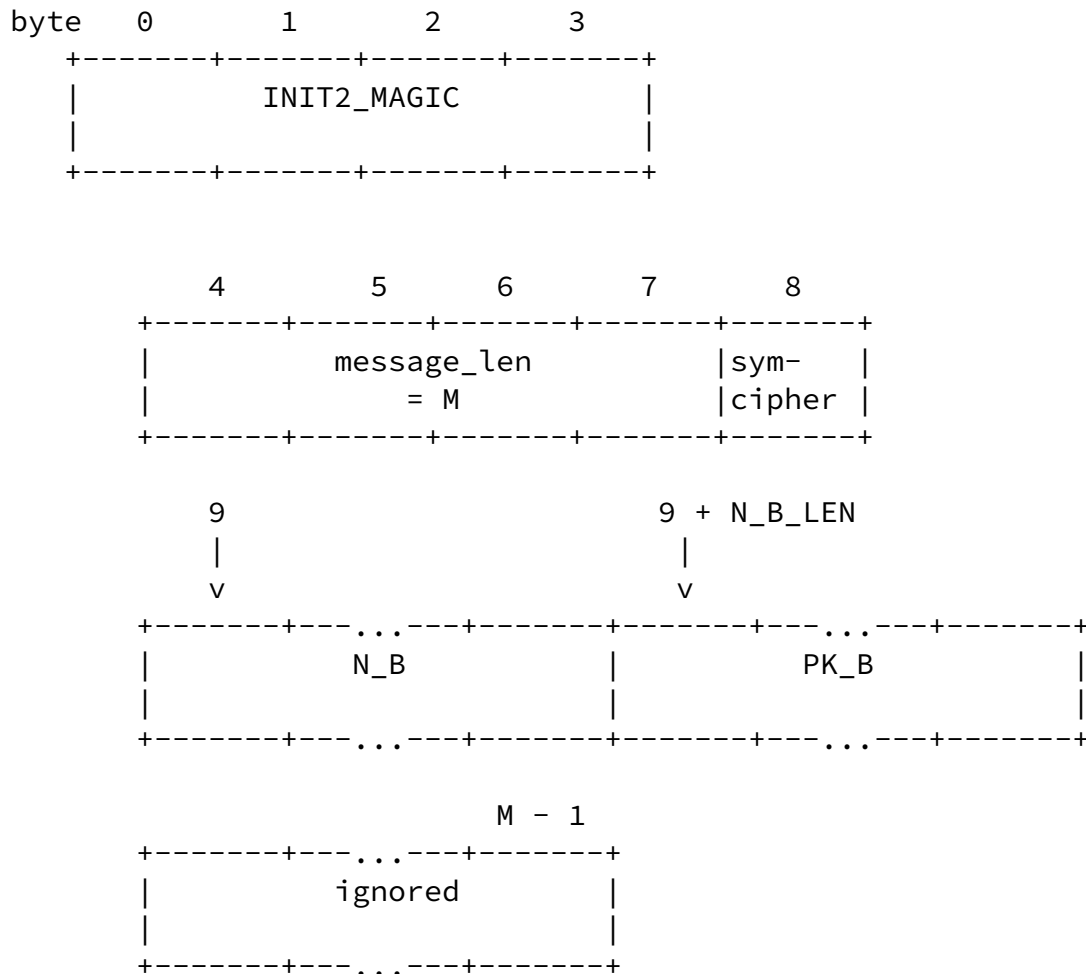 byte 0 1 2 3
+-------+-------+-------+-------+
| INIT2_MAGIC |
| |
+-------+-------+-------+-------+
4 5 6 7 8
+-------+-------+-------+-------+-------+
| message_len |sym- |
| = M |cipher |
+-------+-------+-------+-------+-------+
9 9 + N_B_LEN
| |
v v
+-------+---...---+-------+-------+---...---+-------+
| N_B | PK_B |
| | |
+-------+---...---+-------+-------+---...---+-------+
M - 1
+-------+---...---+-------+
| ignored |
| |
+-------+---...---+-------+